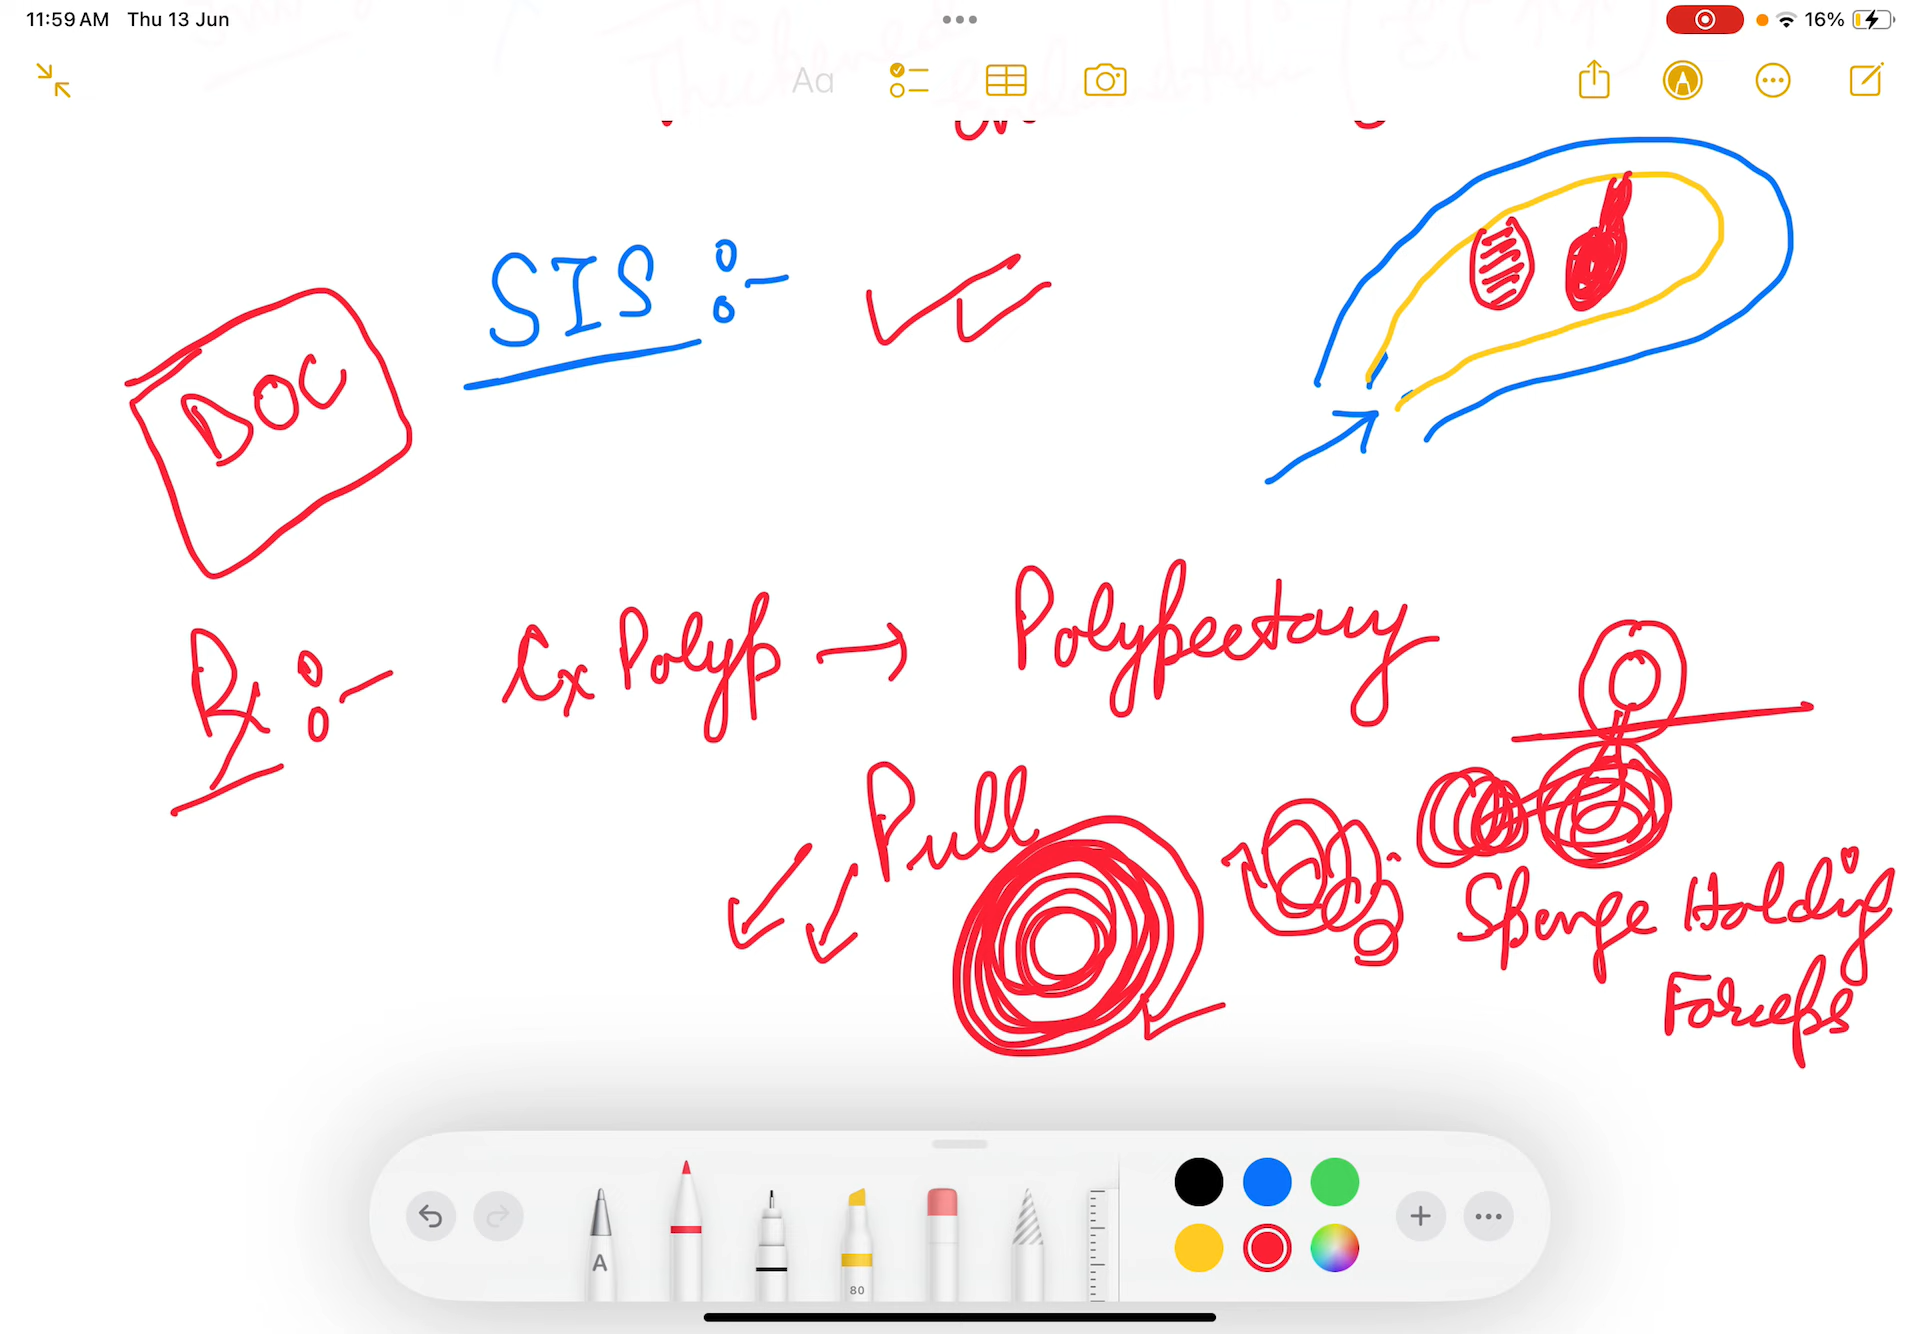 11:59 AM Thu 13 Jun
16%
Aa
SIS :-
DOC
Rx :- Cx Polyp → Polypectomy
Pull
Sponge Holding
Forceps
A
80